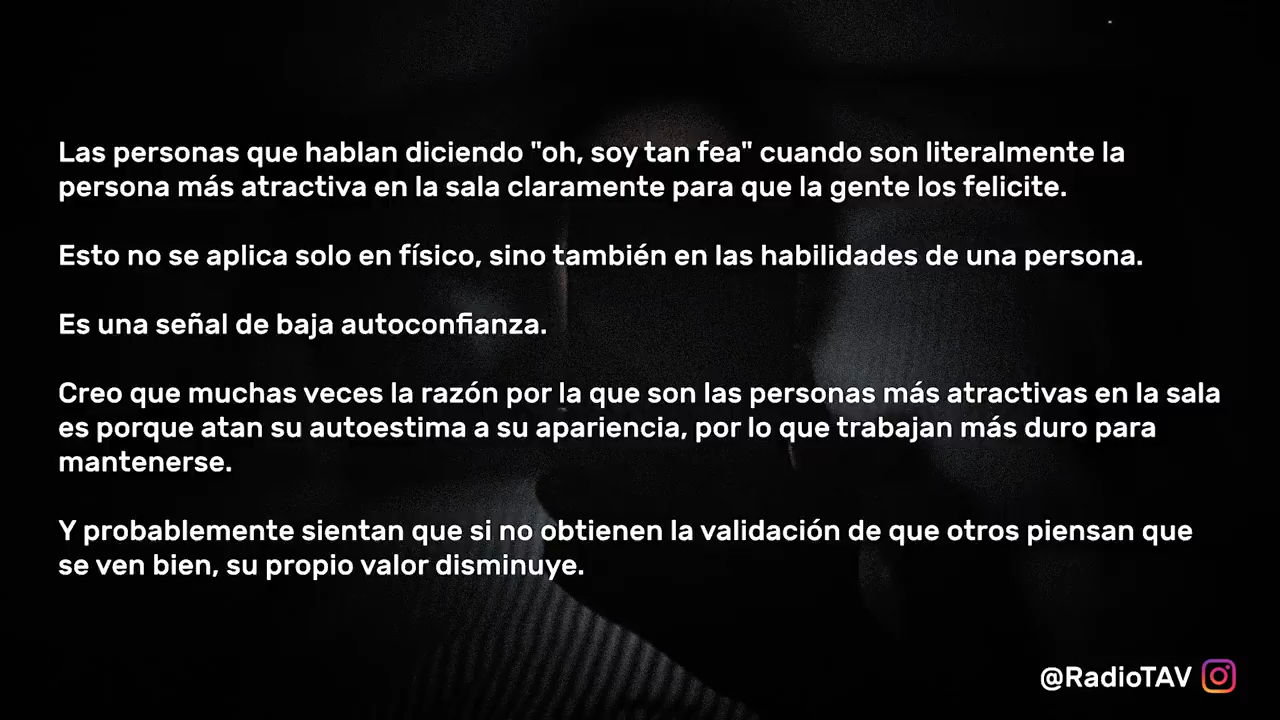 Las personas que hablan diciendo "oh, soy tan fea" cuando son literalmente la
persona más atractiva en la sala claramente para que la gente los felicite.
Esto no se aplica solo en físico, sino también en las habilidades de una persona.
Es una señal de baja autoconfianza.
Creo que muchas veces la razón por la que son las personas más atractivas en la sala
es porque atan su autoestima a su apariencia, por lo que trabajan más duro para
mantenerse.
Y probablemente sientan que si no obtienen la validación de que otros piensan que
se ven bien, su propio valor disminuye.
@RadioTAV